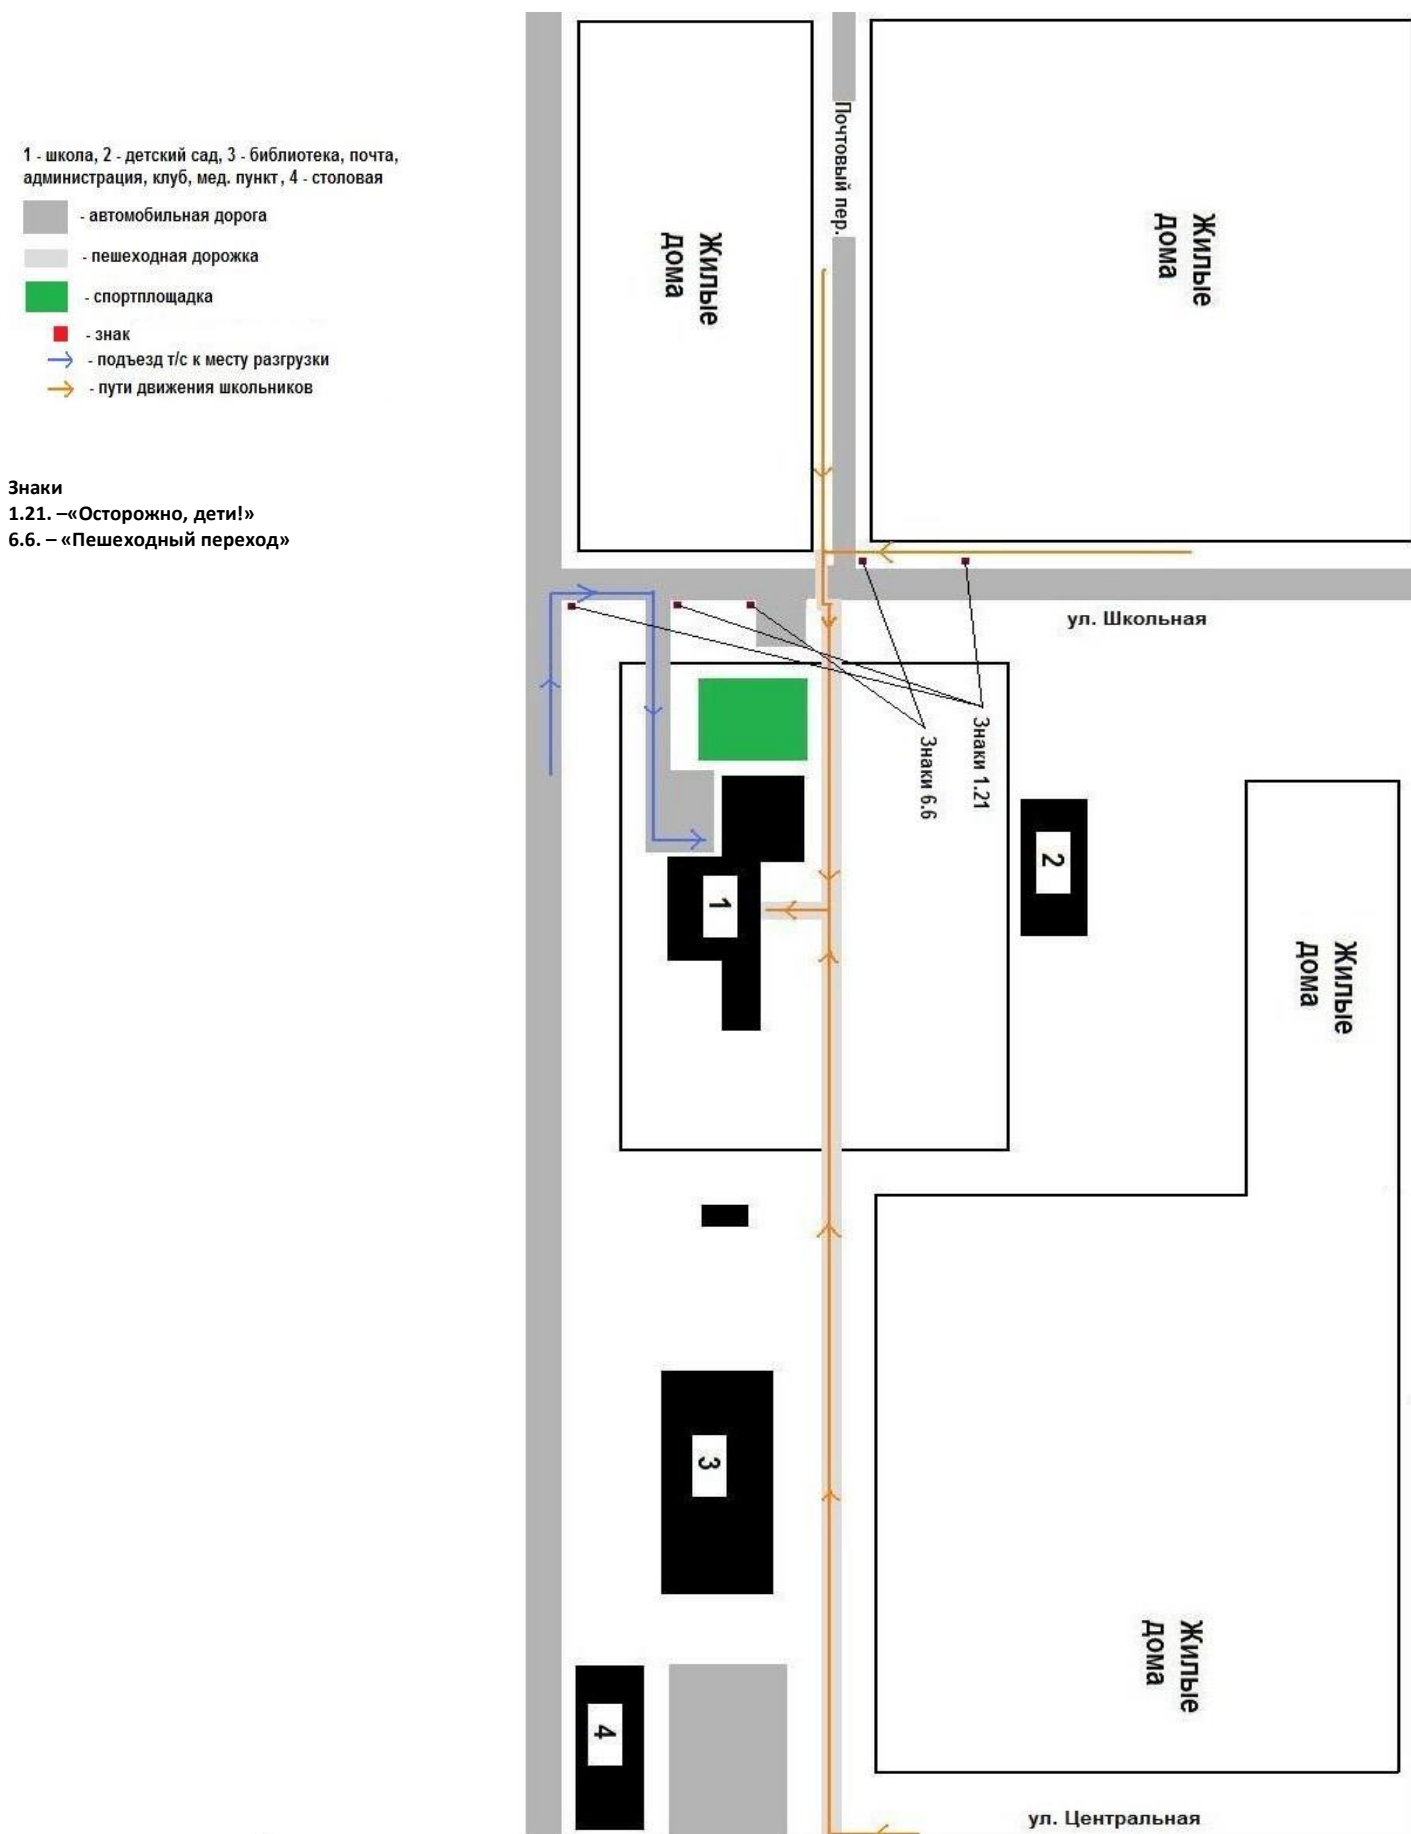 1 - школа, 2 - детский сад, 3 - библиотека, почта,
администрация, клуб, мед. пункт, 4 - столовая
- автомобильная дорога
- пешеходная дорожка
- спортплощадка
- знак
- подъезд т/с к месту разгрузки
- пути движения школьников
Знаки
1.21. –«Осторожно, дети!»
6.6. – «Пешеходный переход»
Почтовый пер.
Жилые
дома
Жилые
дома
ул. Школьная
Знаки 1.21
Знаки 6.6
2
1
Жилые
дома
3
Жилые
дома
4
ул. Центральная